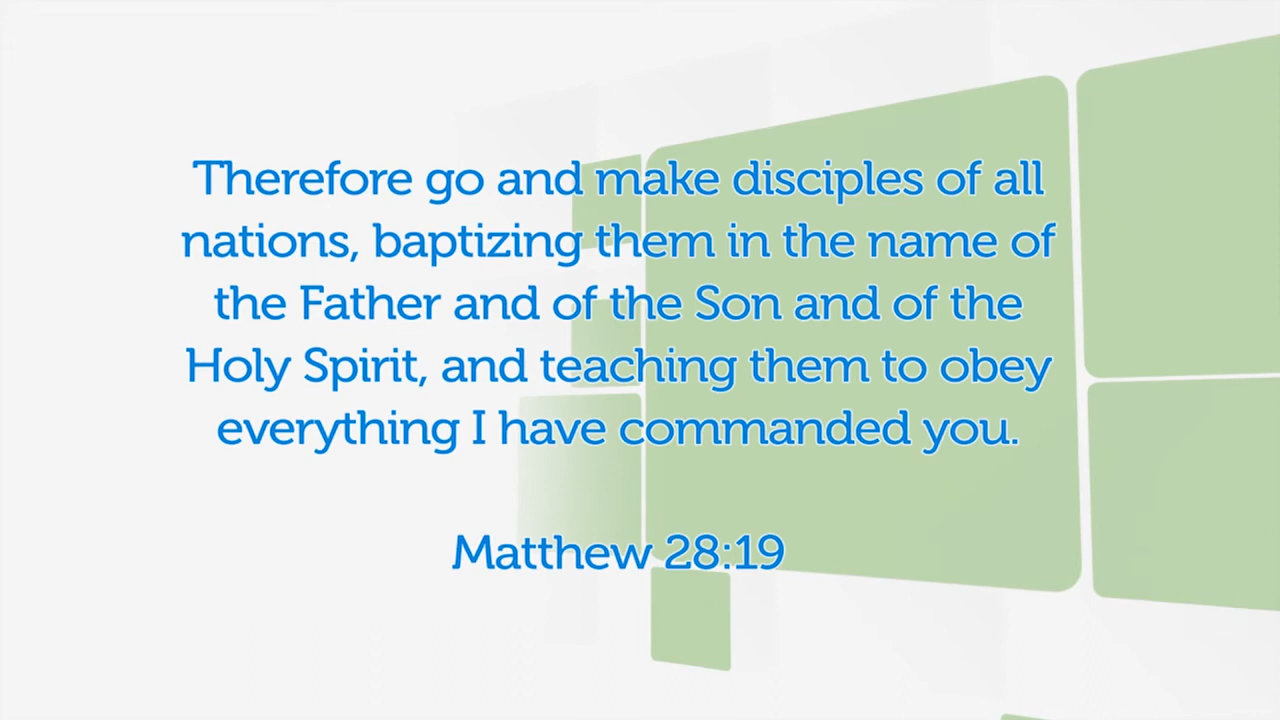 Therefore go and make disciples of all
nations, baptizing them in the name of
the Father and of the Son and of the
Holy Spirit, and teaching them to obey
everything I have commanded you.
Matthew 28:19